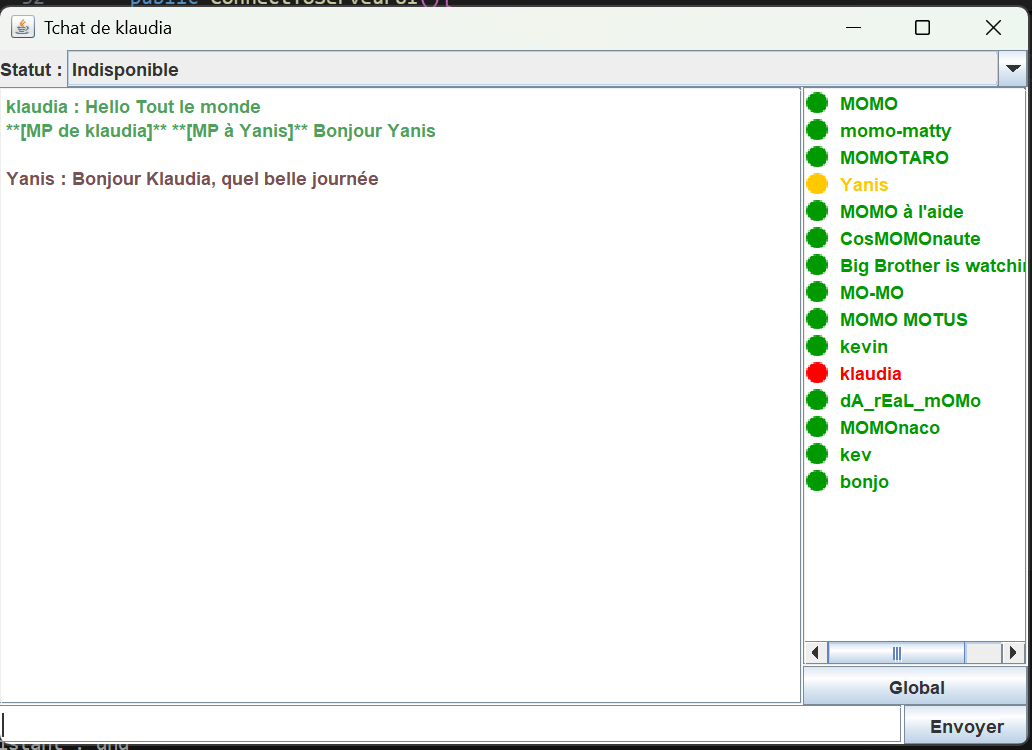 public ConnectToServeurUI(){
Tchat de klaudia
Statut : Indisponible
klaudia : Hello Tout le monde
**[MP de klaudia]** **[MP à Yanis]** Bonjour Yanis
Yanis : Bonjour Klaudia, quel belle journée
MOMO
momo-matty
MOMOTARO
Yanis
MOMO à l'aide
CosMOMOnaute
Big Brother is watchi
MO-MO
MOMO MOTUS
kevin
klaudia
dA_rEaL_mOMo
MOMOnaco
kev
bonjo
Global
Envoyer